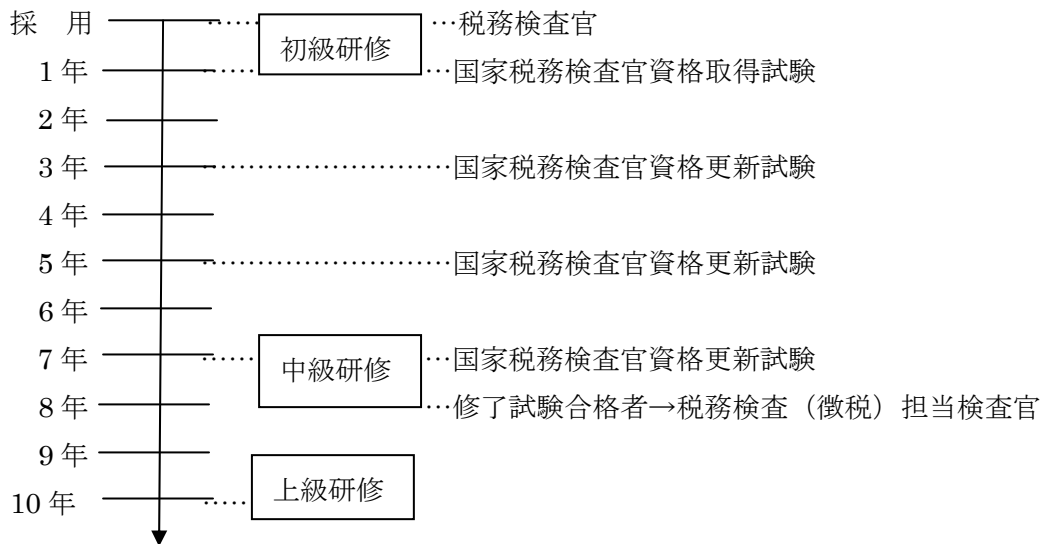 採　用 ……　…税務検査官
初級研修
1 年 ……　…国家税務検査官資格取得試験
2 年
3 年 ……………………… 国家税務検査官資格更新試験
4 年
5 年 ……………………… 国家税務検査官資格更新試験
6 年
7 年 ……　…国家税務検査官資格更新試験
中級研修
8 年　…修了試験合格者→税務検査（徴税）担当検査官
9 年
上級研修
10 年 ……